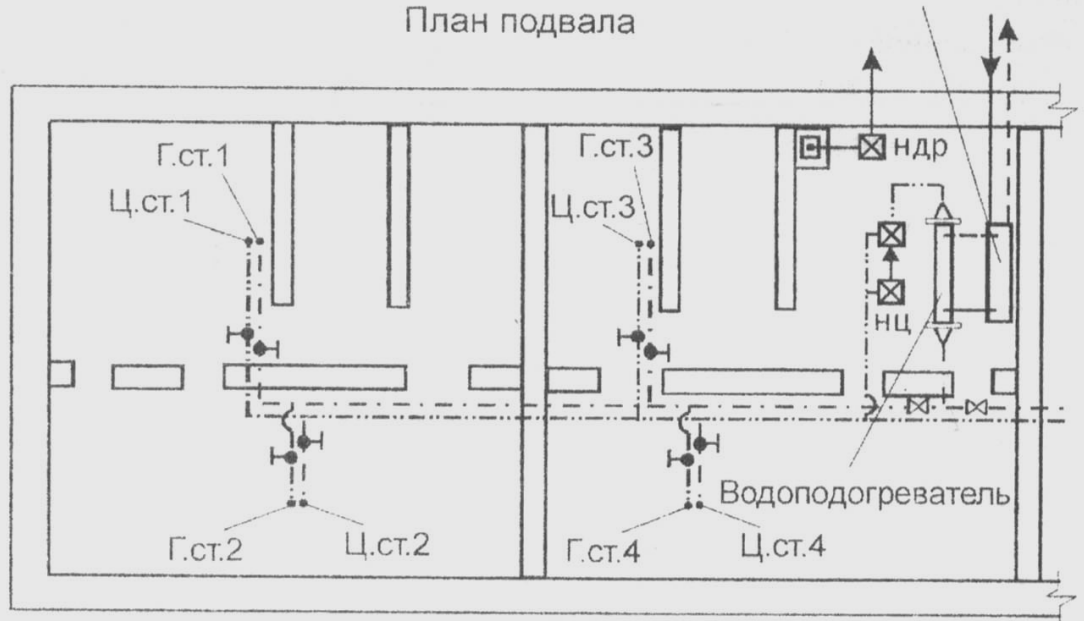 План подвала
Г.ст.1
Ц.ст.1
Г.ст.3
Ц.ст.3
НДР
НЦ
Водоподогреватель
Г.ст.2
Ц.ст.2
Г.ст.4
Ц.ст.4